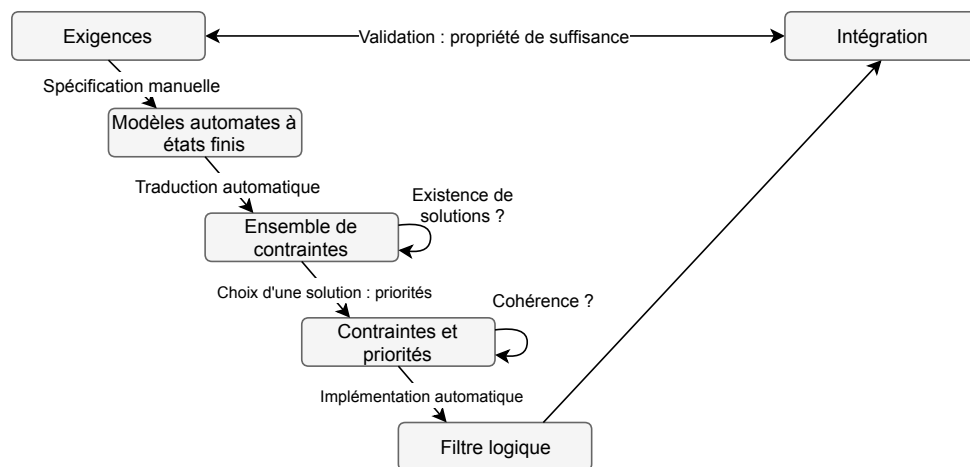 Exigences
Validation : propriété de suffisance
Intégration
Spécification manuelle
Modèles automates à
états finis
Traduction automatique
Existence de
solutions ?
Ensemble de
contraintes
Choix d'une solution : priorités
Cohérence ?
Contraintes et
priorités
Implémentation automatique
Filtre logique